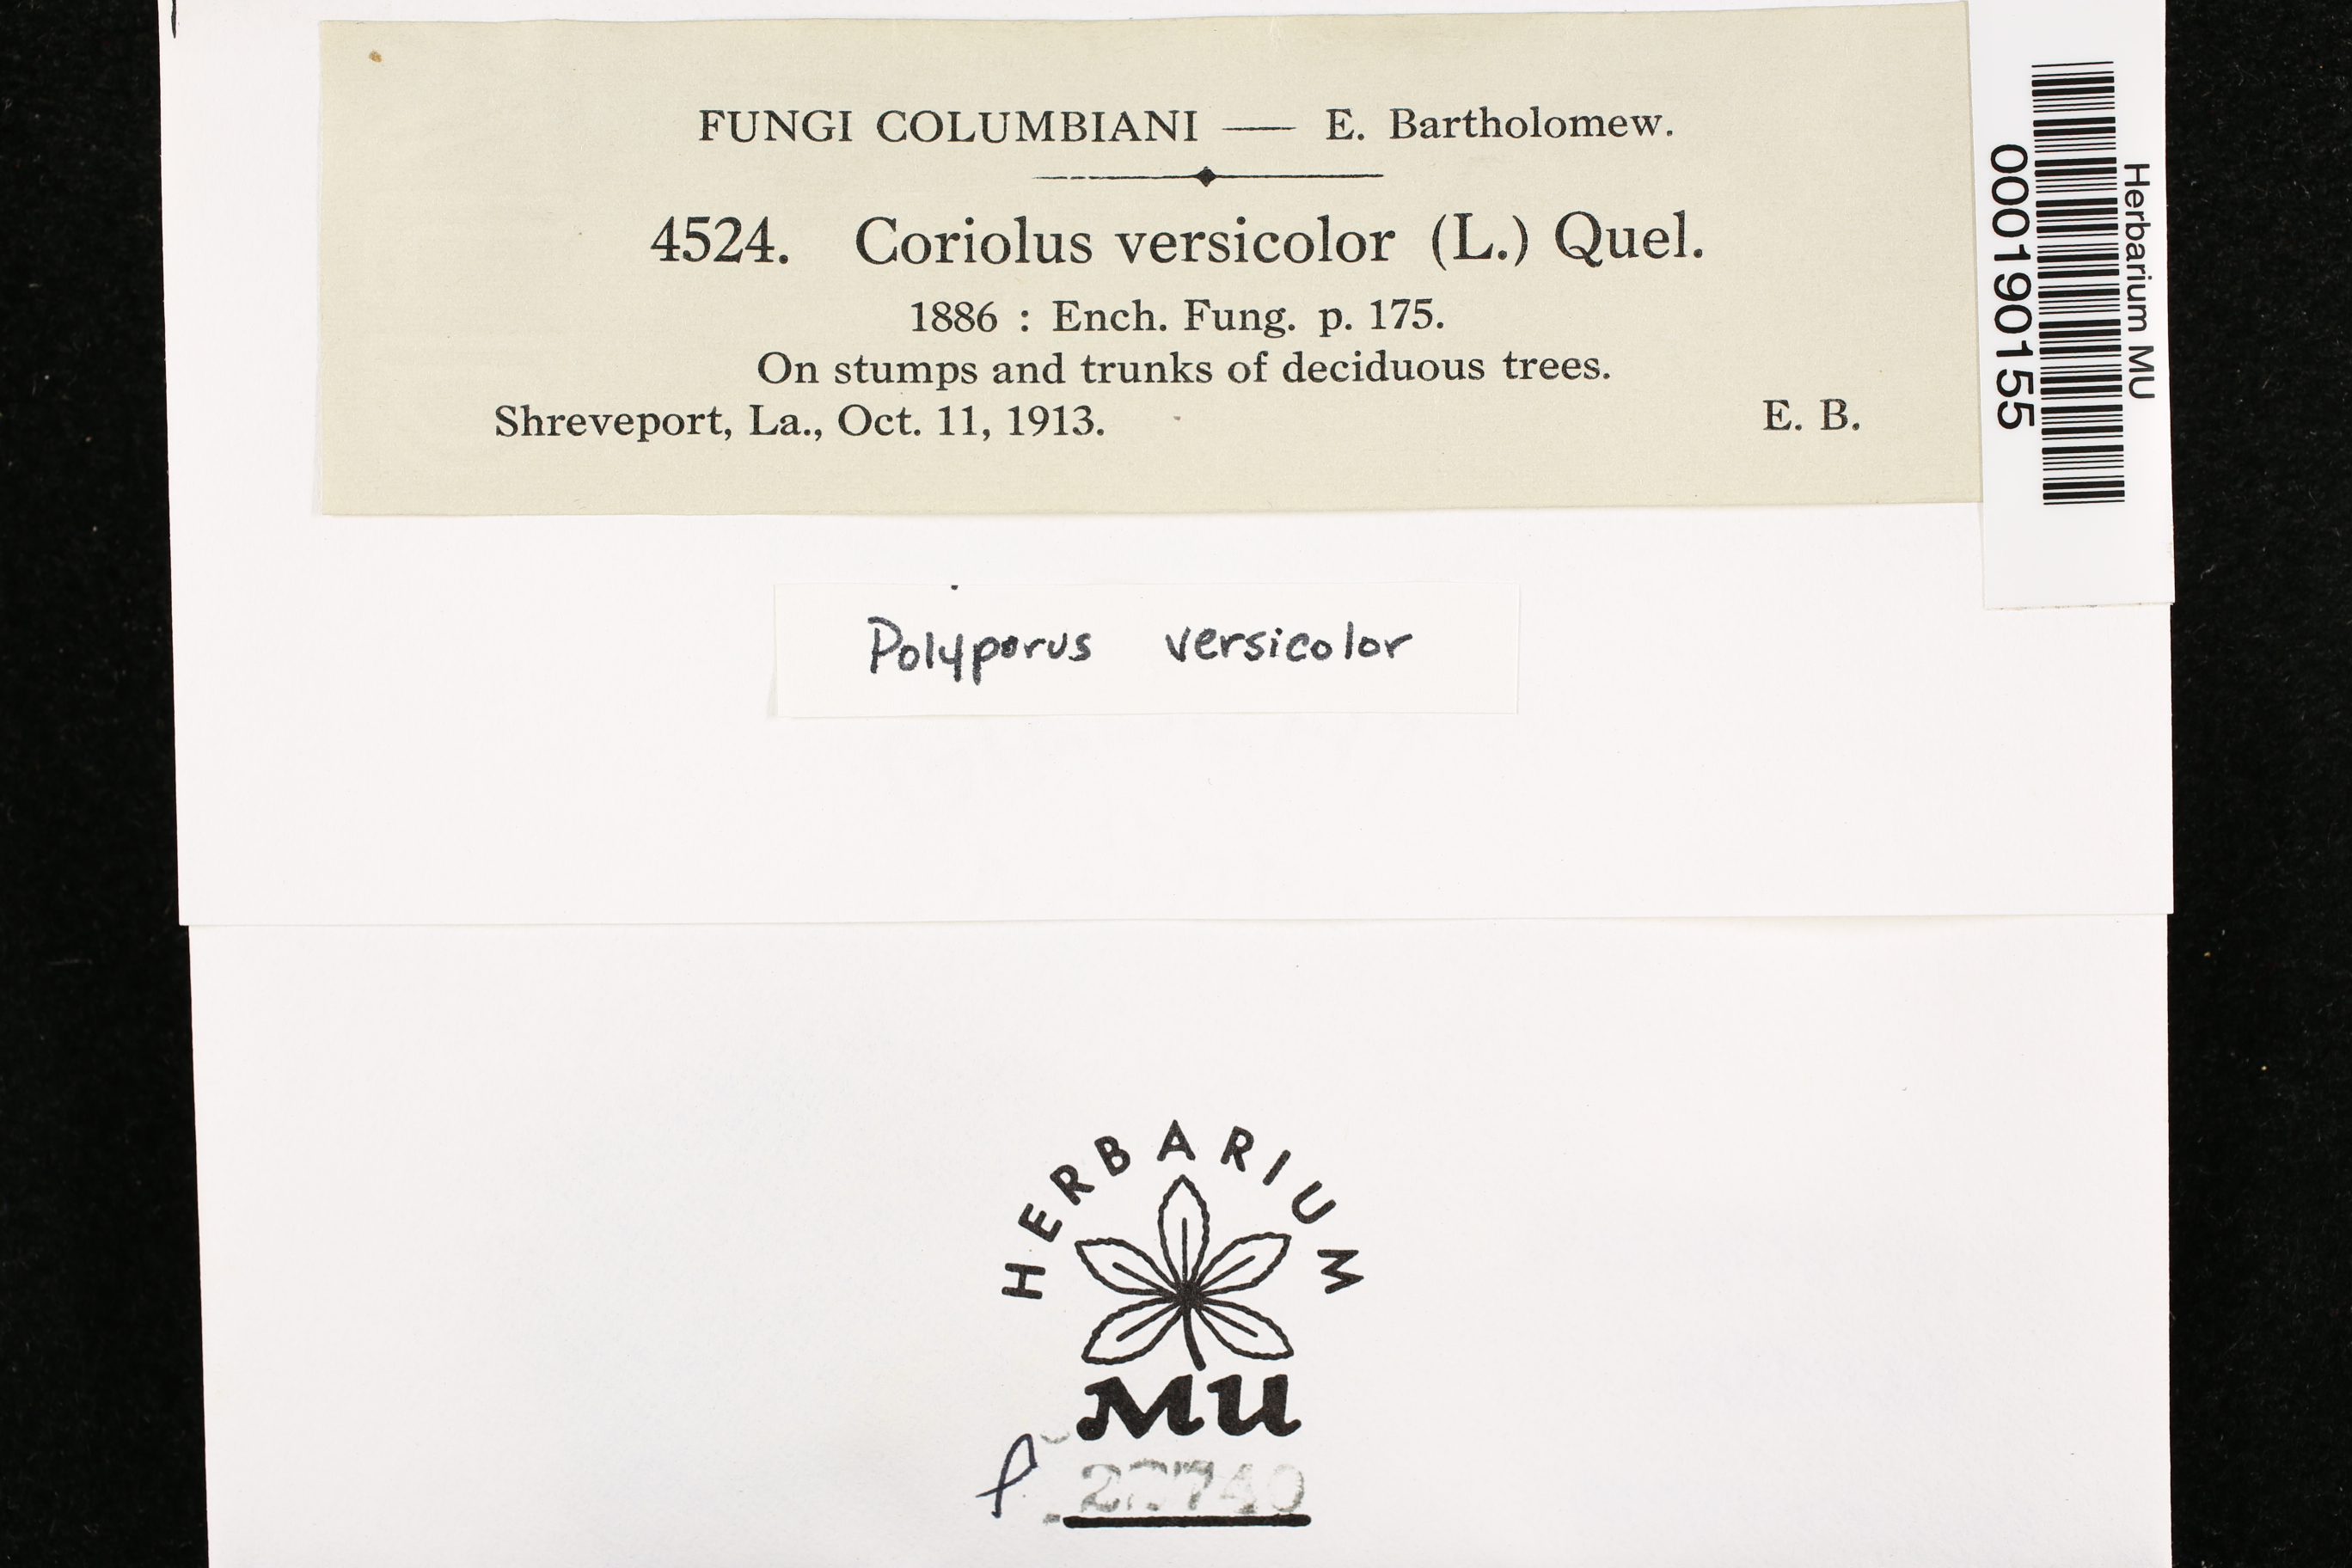 FUNGI COLUMBIANI — E. Bartholomew.
4524. Coriolus versicolor (L.) Quel.
1886 : Ench. Fung. p. 175.
On stumps and trunks of deciduous trees.
Shreveport, La., Oct. 11, 1913. E. B.
Herbarium MU
000190155
Polyporus versicolor
HERBARIUM
MU